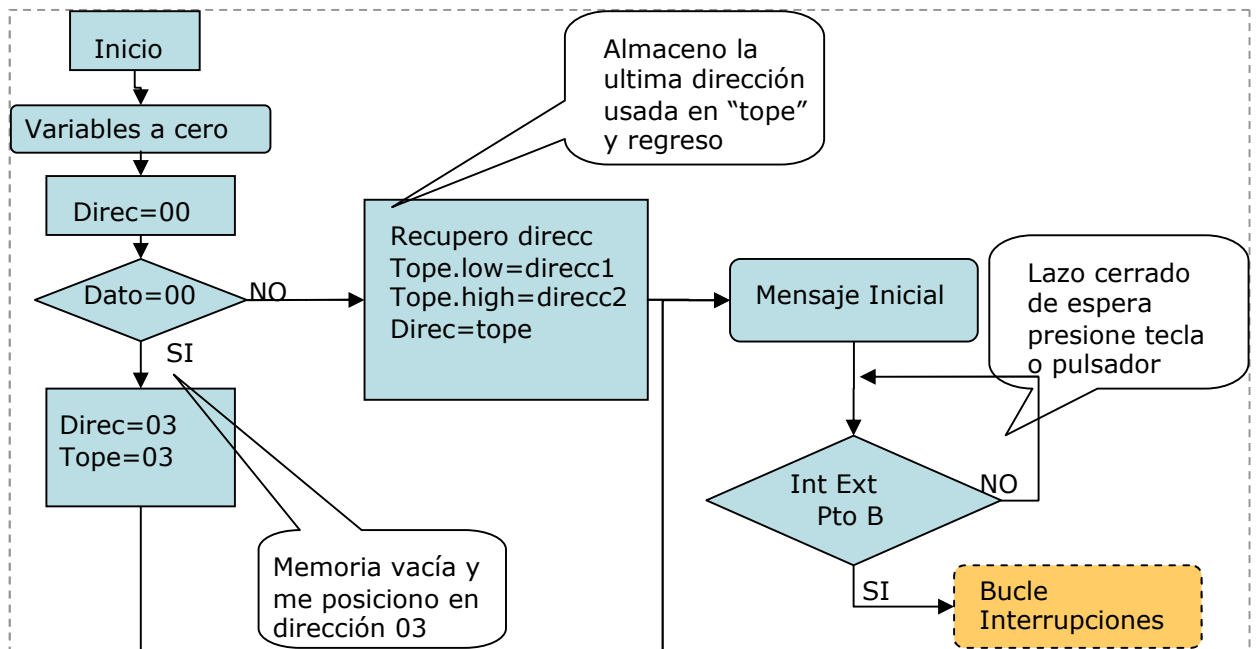 Inicio
Variables a cero
Direc=00
Dato=00
NO
SI
Direc=03
Tope=03
Memoria vacía y
me posiciono en
dirección 03
Almaceno la
ultima dirección
usada en “tope”
y regreso
Recupero direcc
Tope.low=direcc1
Tope.high=direcc2
Direc=tope
Mensaje Inicial
Lazo cerrado
de espera
presione tecla
o pulsador
Int Ext
Pto B
NO
SI
Bucle
Interrupciones